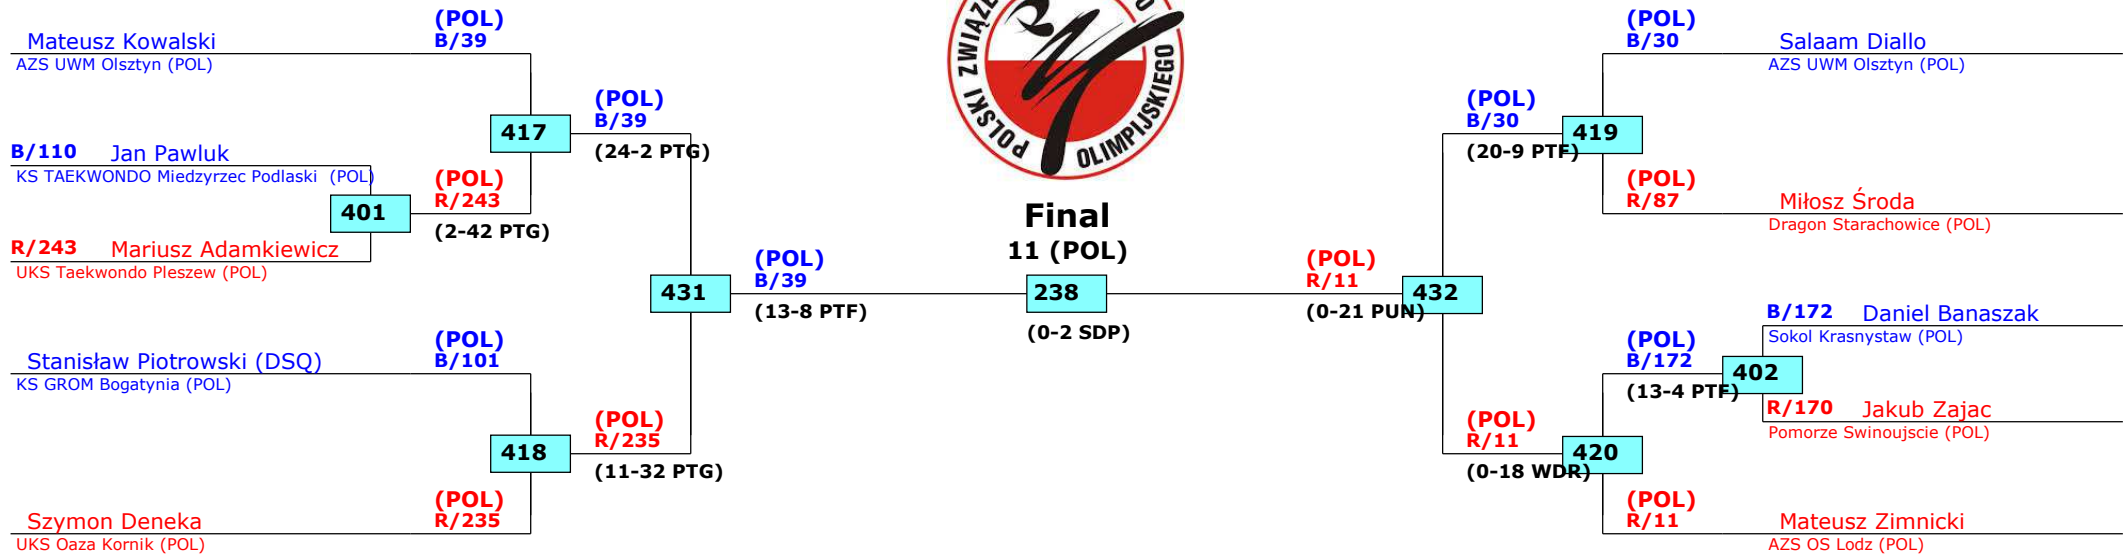 (POL)
B/39
Mateusz Kowalski
AZS UWM Olsztyn (POL)
(POL)
B/39
417
(24-2 PTG)
B/110 Jan Pawluk
KS TAEKWONDO Miedzyrzec Podlaski (POL)
(POL)
R/243
401
(2-42 PTG)
R/243 Mariusz Adamkiewicz
UKS Taekwondo Pleszew (POL)
431
(POL)
B/39
(13-8 PTF)
(POL)
B/101
Stanisław Piotrowski (DSQ)
KS GROM Bogatynia (POL)
(POL)
R/235
418
(11-32 PTG)
(POL)
R/235
Szymon Deneka
UKS Oaza Kornik (POL)
POLSKI ZWIĄZE
OLIMPIJSKIEGO
Final
11 (POL)
238
(0-2 SDP)
(POL)
B/30
Salaam Diallo
AZS UWM Olsztyn (POL)
(POL)
B/30
419
(20-9 PTF)
(POL)
R/87
Miłosz Środa
Dragon Starachowice (POL)
(POL)
R/11
432
(0-21 PUN)
B/172 Daniel Banaszak
Sokol Krasnystaw (POL)
(POL)
B/172
402
(13-4 PTF)
R/170 Jakub Zajac
Pomorze Swinoujscie (POL)
(POL)
R/11
420
(0-18 WDR)
(POL)
R/11
Mateusz Zimnicki
AZS OS Lodz (POL)